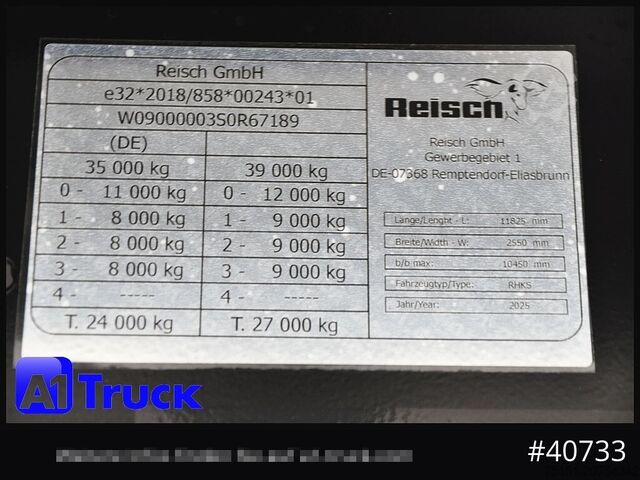 Reisch GmbH
e32*2018/858*00243*01
W09000003S0R67189
(DE)
35 000 kg 39 000 kg
0- 11 000 kg 0- 12 000 kg
1- 8 000 kg 1- 9 000 kg
2- 8 000 kg 2- 9 000 kg
3- 8 000 kg 3- 9 000 kg
4- ----- 4- -----
T. 24 000 kg T. 27 000 kg
Reisch
Reisch GmbH
Gewerbegebiet 1
DE-07368 Remptendorf-Eliasbrunn
Länge/Lenght - L: 11825 mm
Breite/Width - W: 2550 mm
b/b max: 10450 mm
Fahrzeugtyp/Type: RHKS
Jahr/Year: 2025
A1 Truck
#40733